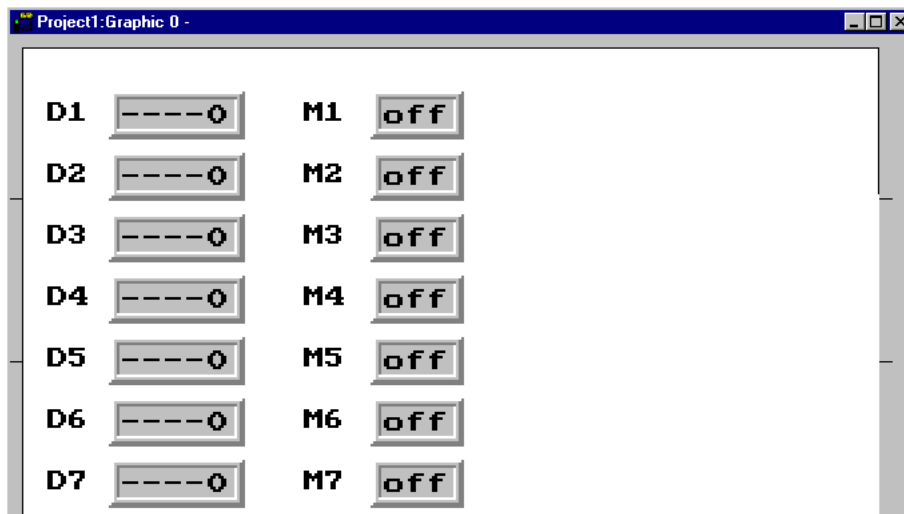 Project1:Graphic 0 -
D1 ----0 M1 off
D2 ----0 M2 off
D3 ----0 M3 off
D4 ----0 M4 off
D5 ----0 M5 off
D6 ----0 M6 off
D7 ----0 M7 off